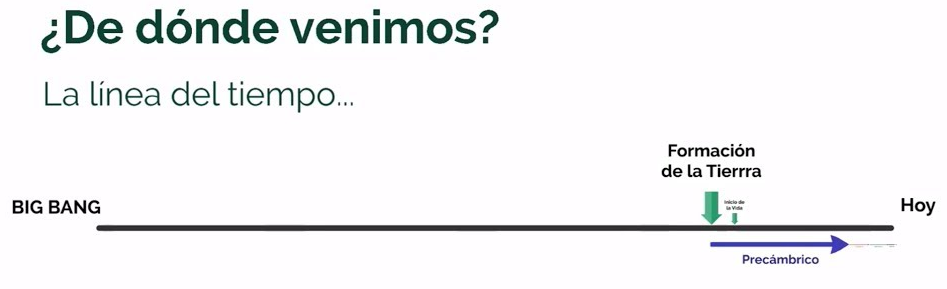 ¿De dónde venimos?
La línea del tiempo...
Formación
de la Tierrra
BIG BANG
Inicio de
la Vida
Hoy
Precámbrico